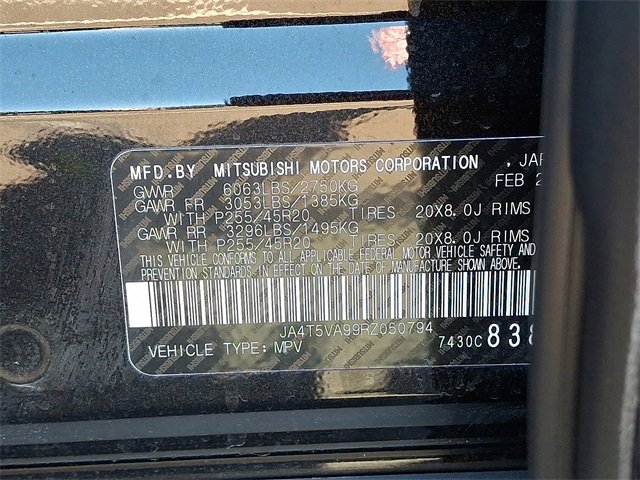 MFD.BY MITSUBISHI MOTORS CORPORATION , JAP
GVWR 6063LBS/2750KG FEB 2
GAWR FR 3053LBS/1385KG
WITH P255/45R20 TIRES 20X8.0J RIMS
GAWR RR 3296LBS/1495KG
WITH P255/45R20 TIRES 20X8.0J RIMS
THIS VEHICLE CONFORMS TO ALL APPLICABLE FEDERAL MOTOR VEHICLE SAFETY AND
PREVENTION STANDARDS IN EFFECT ON THE DATE OF MANUFACTURE SHOWN ABOVE.
JA4T5VA99RZ050794
VEHICLE TYPE: MPV 7430C 838